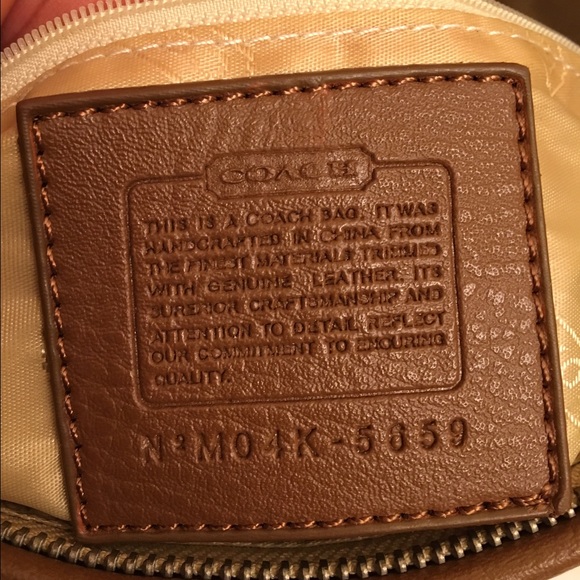 COACH
THIS IS A COACH BAG. IT WAS
HANDCRAFTED IN CHINA FROM
THE FINEST MATERIALS TRIMMED
WITH GENUINE LEATHER. ITS
SUPERIOR CRAFTSMANSHIP AND
ATTENTION TO DETAIL REFLECT
OUR COMMITMENT TO ENDURING
QUALITY.
Nº M04K-5659